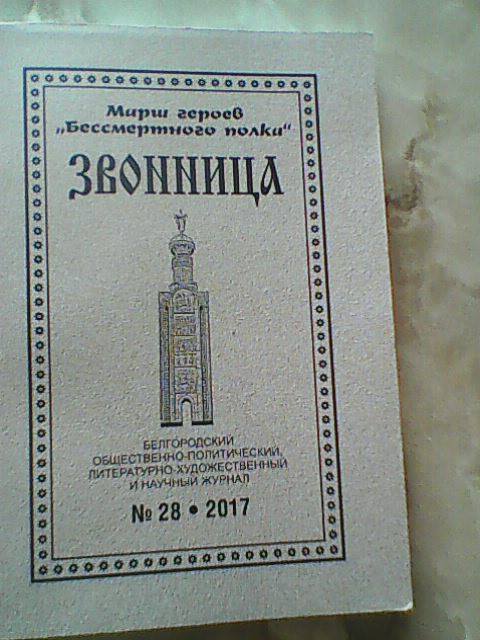 Марш героев
„Бессмертного полка“
ЗВОННИЦА
БЕЛГОРОДСКИЙ
ОБЩЕСТВЕННО-ПОЛИТИЧЕСКИЙ,
ЛИТЕРАТУРНО-ХУДОЖЕСТВЕННЫЙ
И НАУЧНЫЙ ЖУРНАЛ
№ 28 • 2017